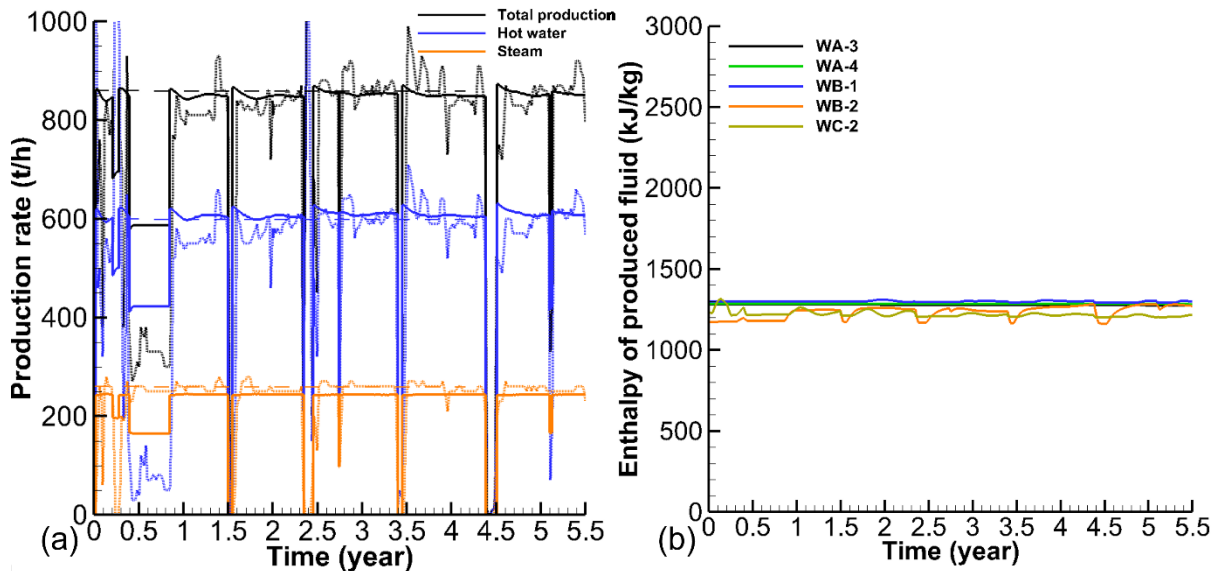 1000
800
600
400
200
0
Production rate (t/h)
Total production
Hot water
Steam
0 0.5 1 1.5 2 2.5 3 3.5 4 4.5 5 5.5
Time (year)
(a)
3000
2500
2000
1500
1000
500
0
Enthalpy of produced fluid (kJ/kg)
WA-3
WA-4
WB-1
WB-2
WC-2
0 0.5 1 1.5 2 2.5 3 3.5 4 4.5 5 5.5
Time (year)
(b)